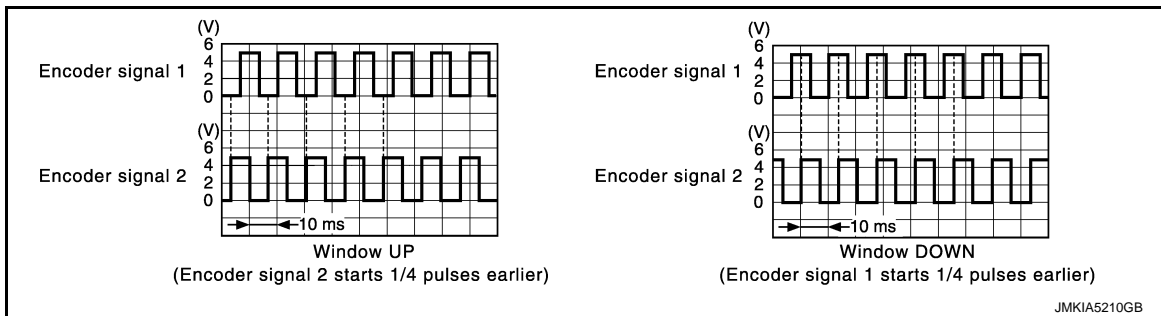 (V)
6
4
2
0
Encoder signal 1
(V)
6
4
2
0
Encoder signal 2
10 ms
Window UP
(Encoder signal 2 starts 1/4 pulses earlier)
(V)
6
4
2
0
Encoder signal 1
(V)
6
4
2
0
Encoder signal 2
10 ms
Window DOWN
(Encoder signal 1 starts 1/4 pulses earlier)
JMKIA5210GB